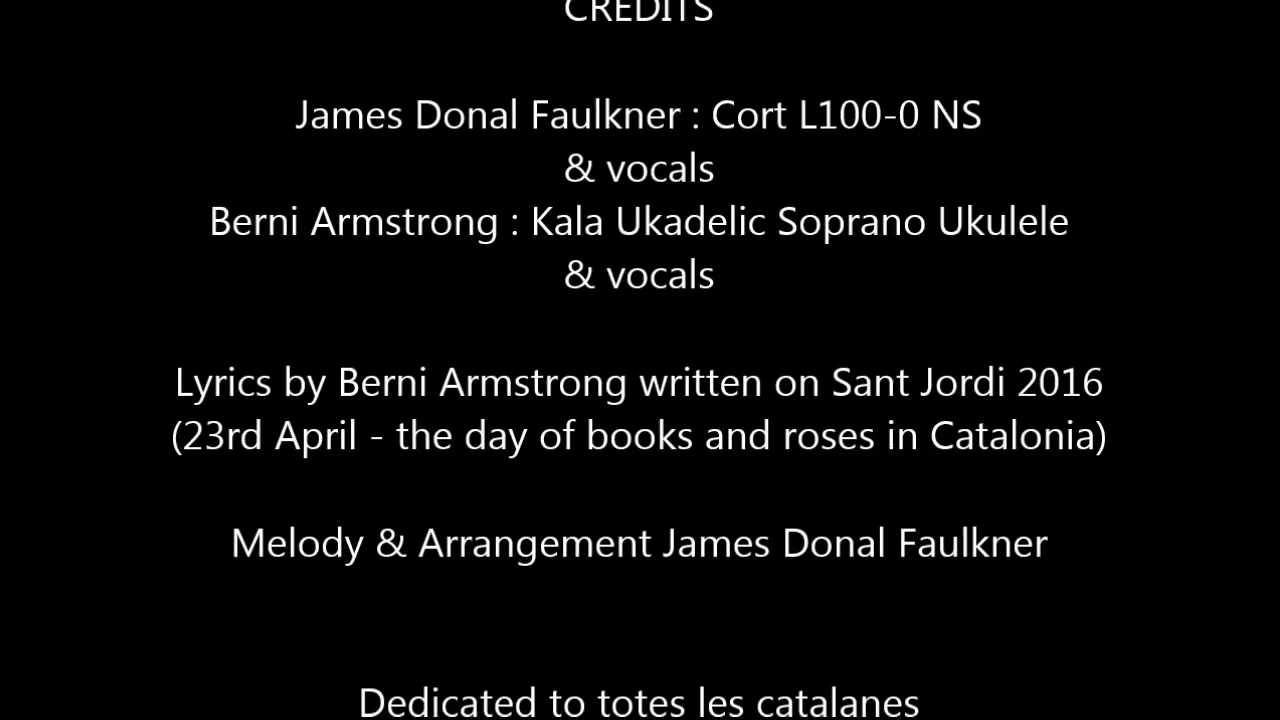 CREDITS
James Donal Faulkner : Cort L100-0 NS
& vocals
Berni Armstrong : Kala Ukadelic Soprano Ukulele
& vocals
Lyrics by Berni Armstrong written on Sant Jordi 2016
(23rd April - the day of books and roses in Catalonia)
Melody & Arrangement James Donal Faulkner
Dedicated to totes les catalanes